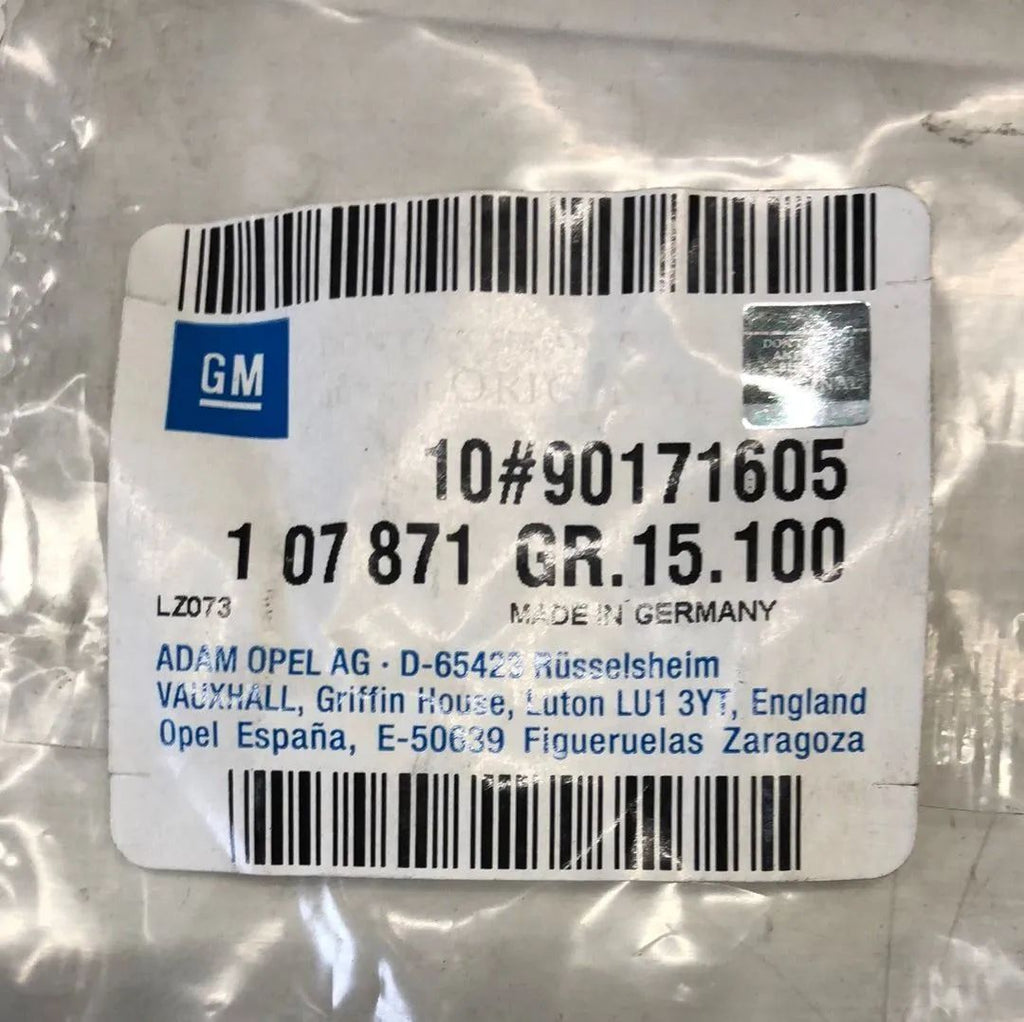 GM
DON'T
10#90171605
1 07 871 GR.15.100
LZ073 MADE IN GERMANY
ADAM OPEL AG · D-65423 Rüsselsheim
VAUXHALL, Griffin House, Luton LU1 3YT, England
Opel España, E-50639 Figueruelas Zaragoza